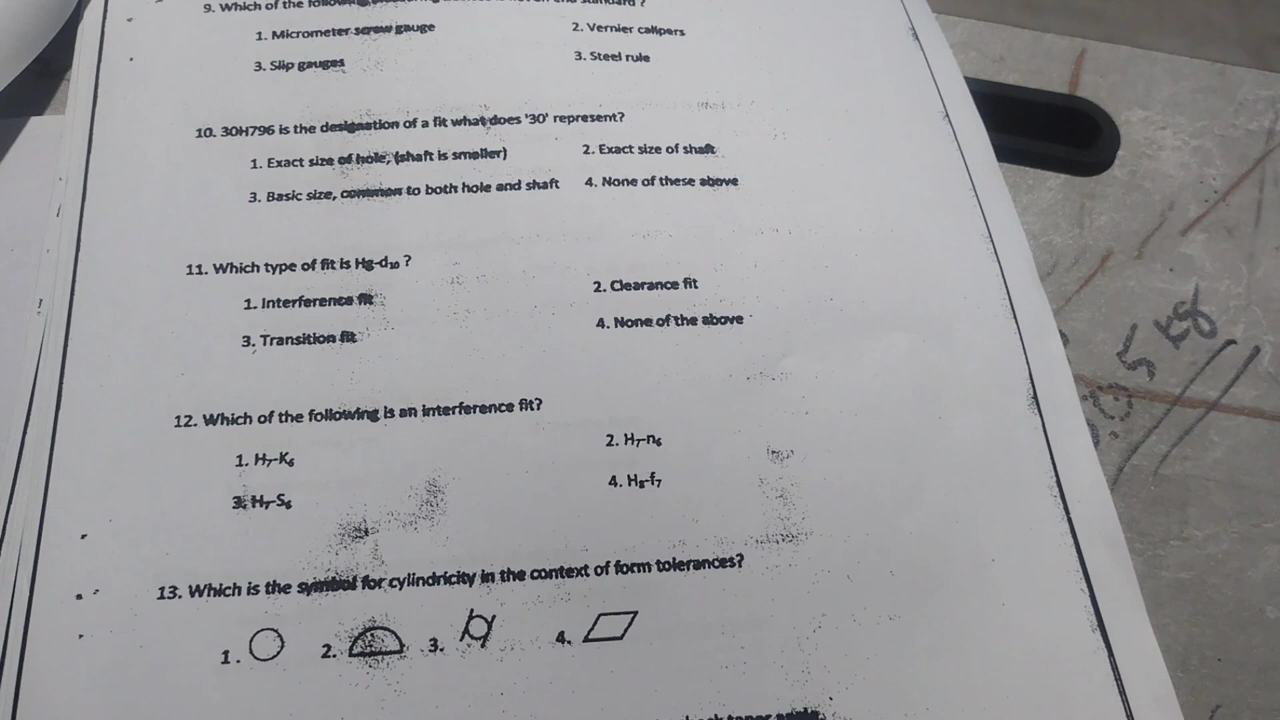 9. Which of the
1. Micrometer screw gauge 2. Vernier calipers
3. Slip gauges 3. Steel rule
10. 30H796 is the designation of a fit what does '30' represent?
1. Exact size of hole, (shaft is smaller) 2. Exact size of shaft
3. Basic size, common to both hole and shaft 4. None of these above
11. Which type of fit is H₉-d₁₀ ?
1. Interference fit 2. Clearance fit
3. Transition fit 4. None of the above
12. Which of the following is an interference fit?
1. H₇-K₆ 2. H₇-n₆
3. H₇-S₆ 4. H₈-f₇
13. Which is the symbol for cylindricity in the context of form tolerances?
1. 2. 3. 4.
5 kg